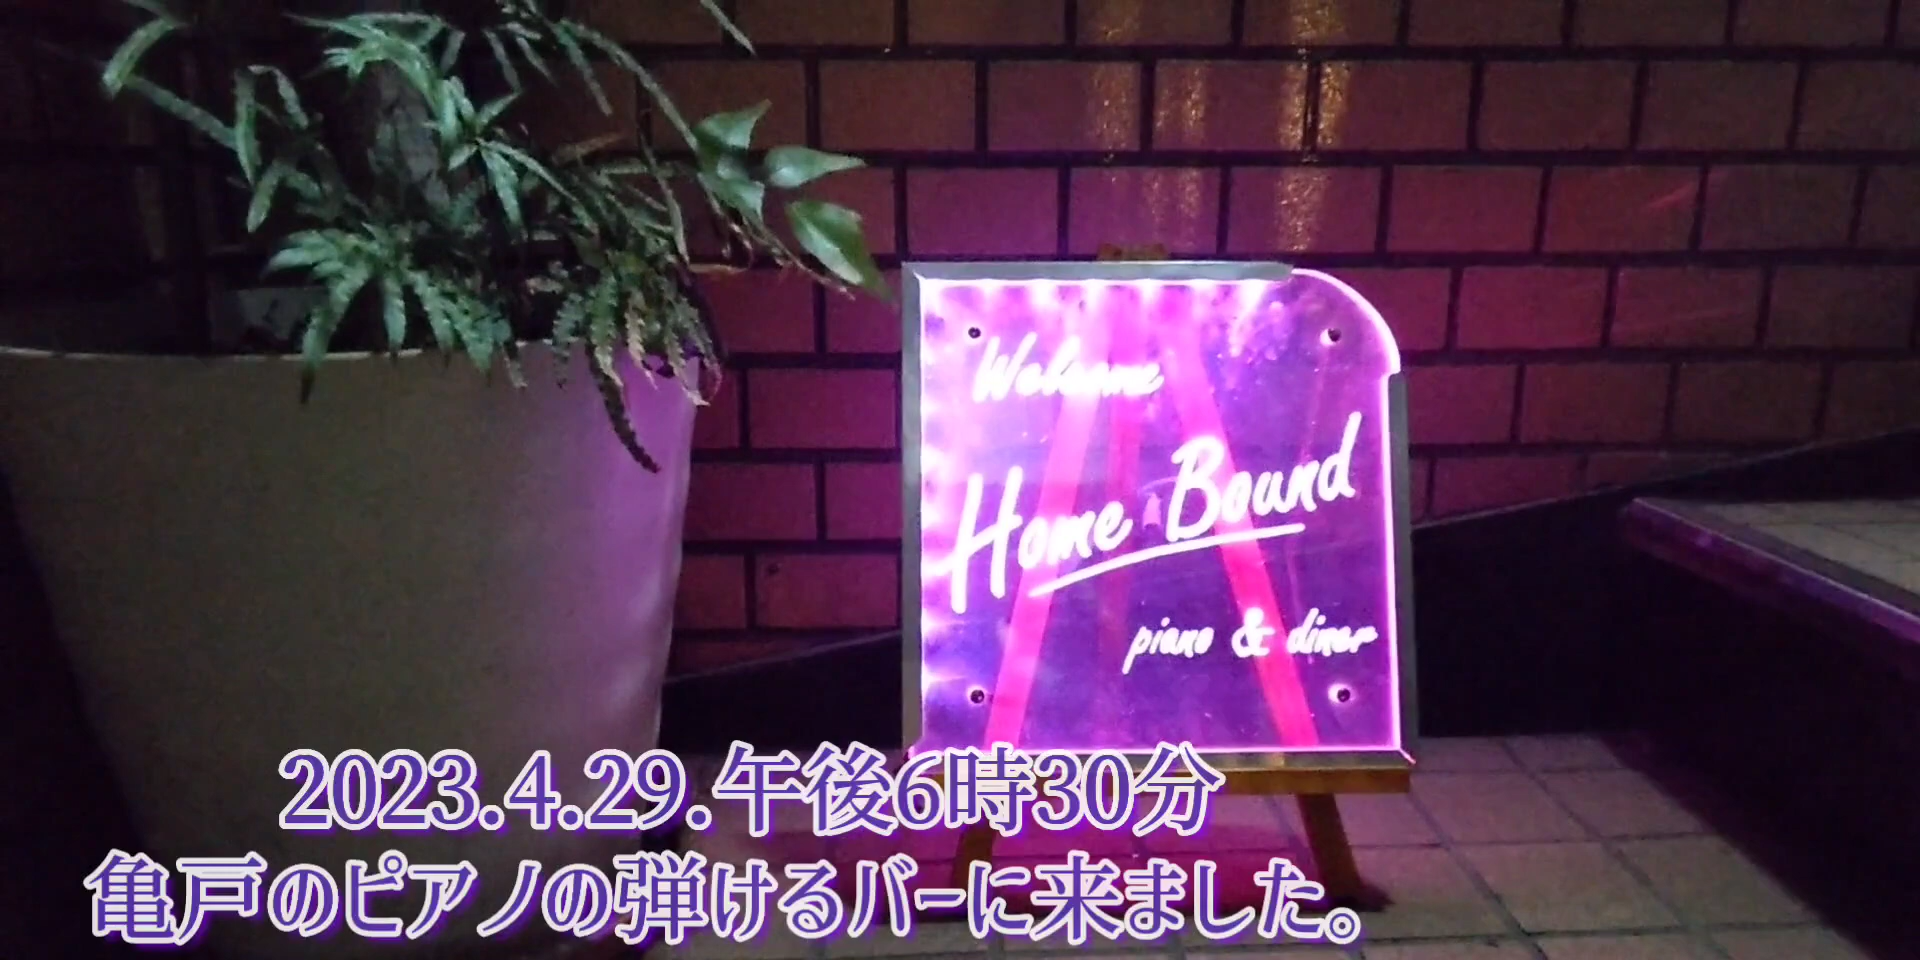 Welcome
Home Bound
piano & diner
2023.4.29.午後6時30分
亀戸のピアノの弾けるバーに来ました。